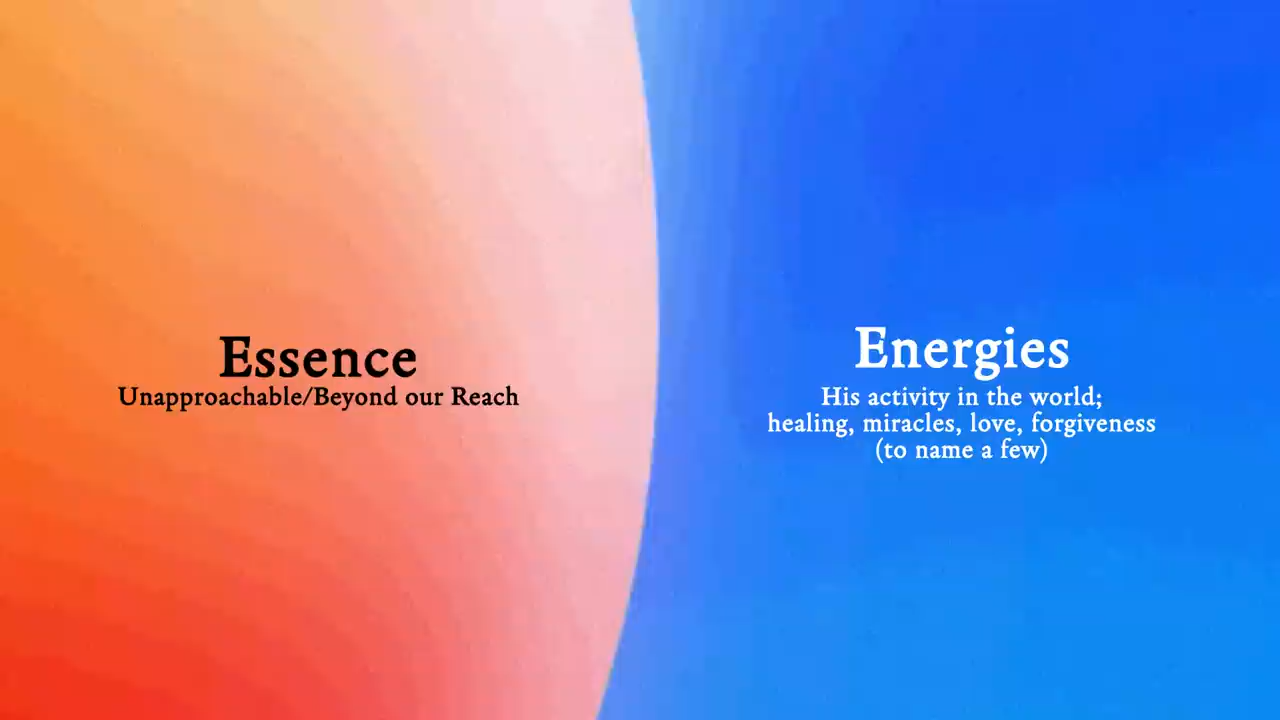 Essence
Unapproachable/Beyond our Reach
Energies
His activity in the world;
healing, miracles, love, forgiveness
(to name a few)